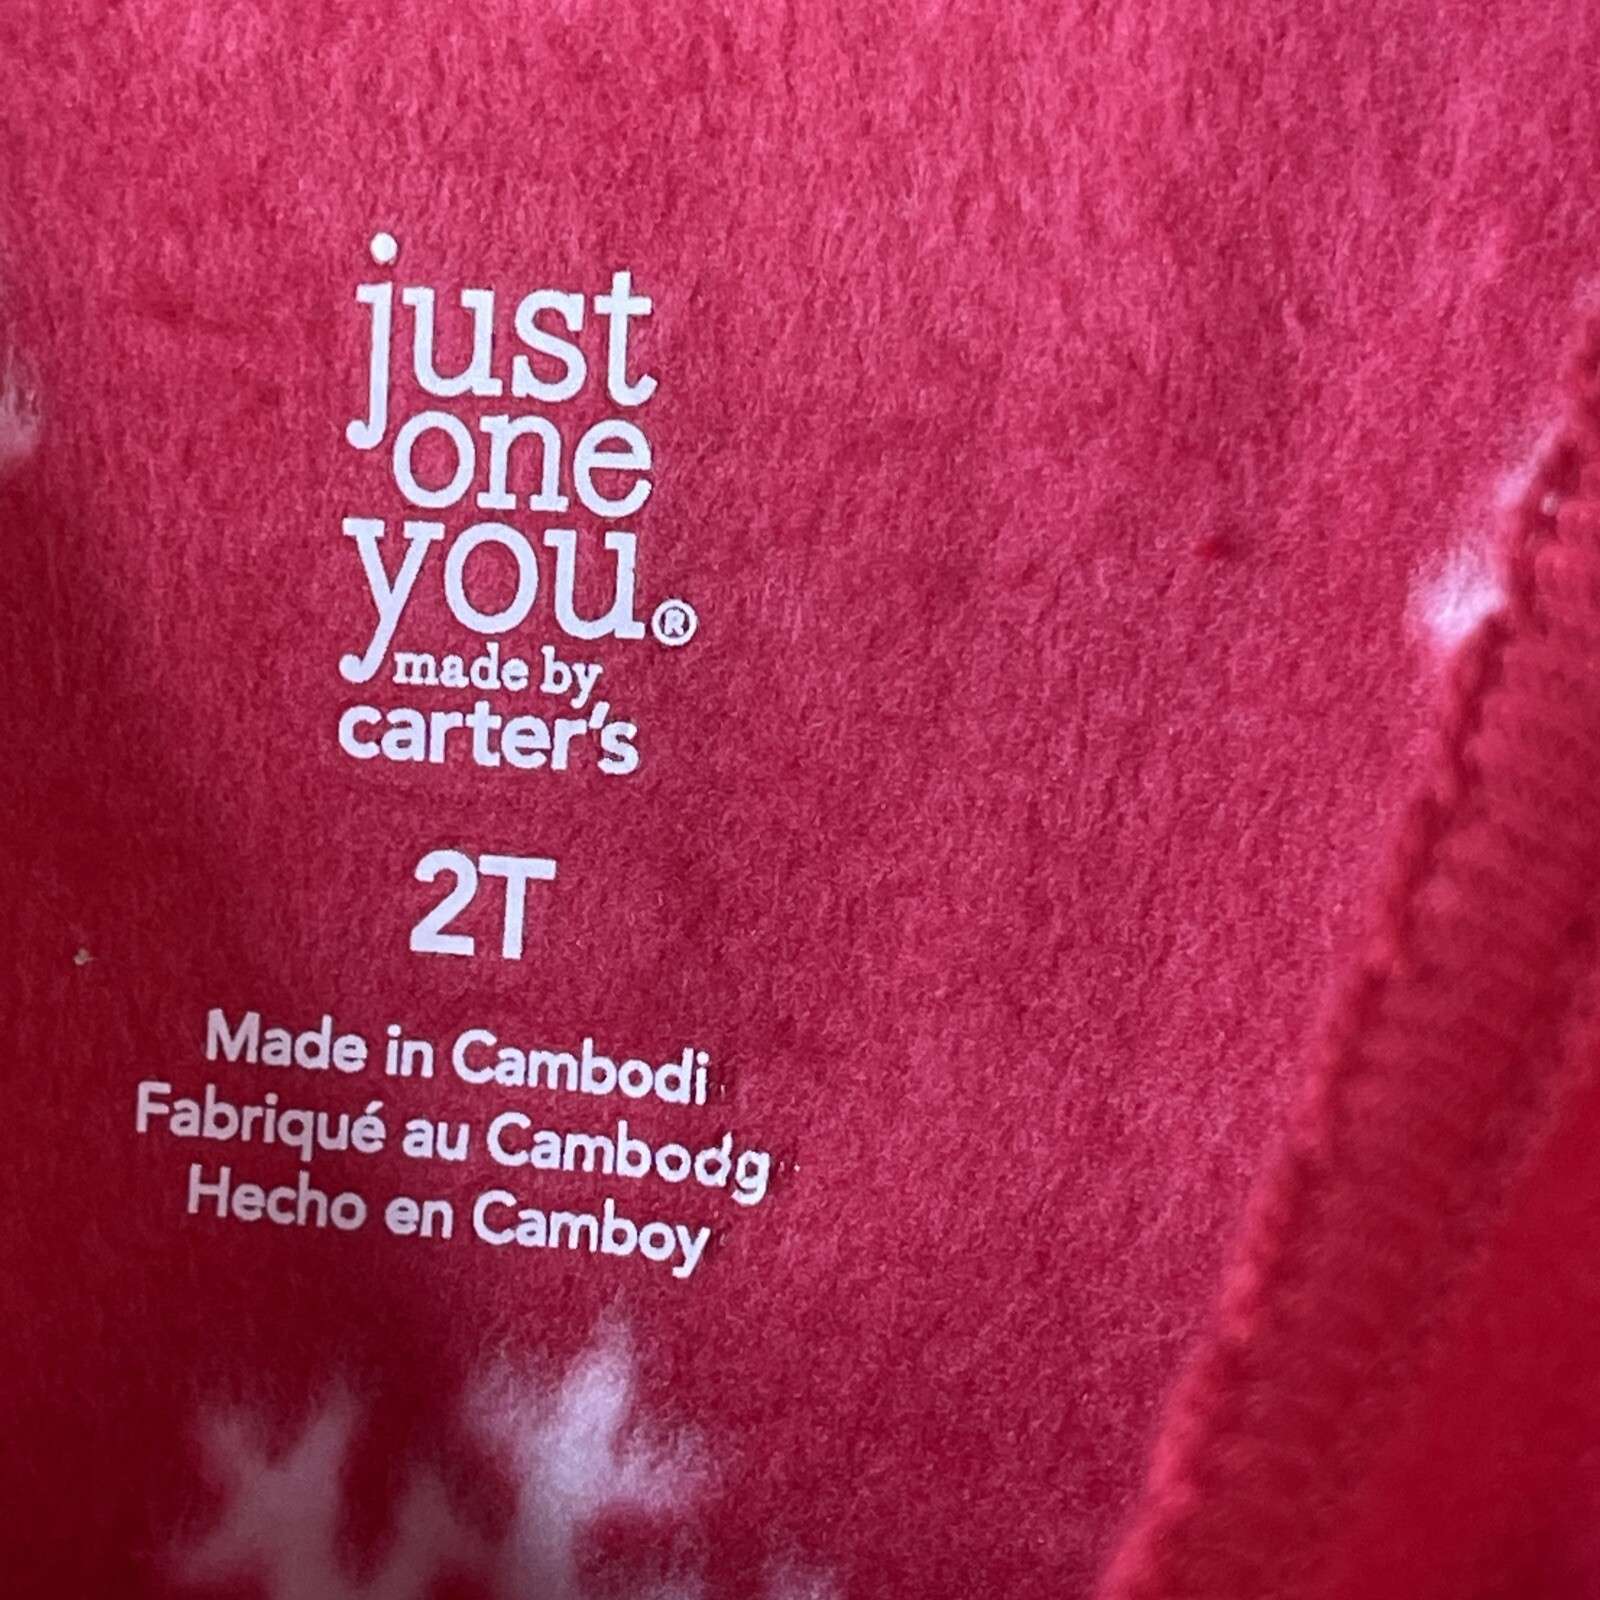 just
one
you®
made by
carter's
2T
Made in Cambodi
Fabriqué au Cambodg
Hecho en Camboy